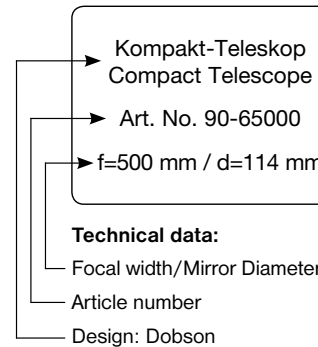 Kompakt-Teleskop
Compact Telescope
Art. No. 90-65000
f=500 mm / d=114 mm
Technical data:
Focal width/Mirror Diameter
Article number
Design: Dobson